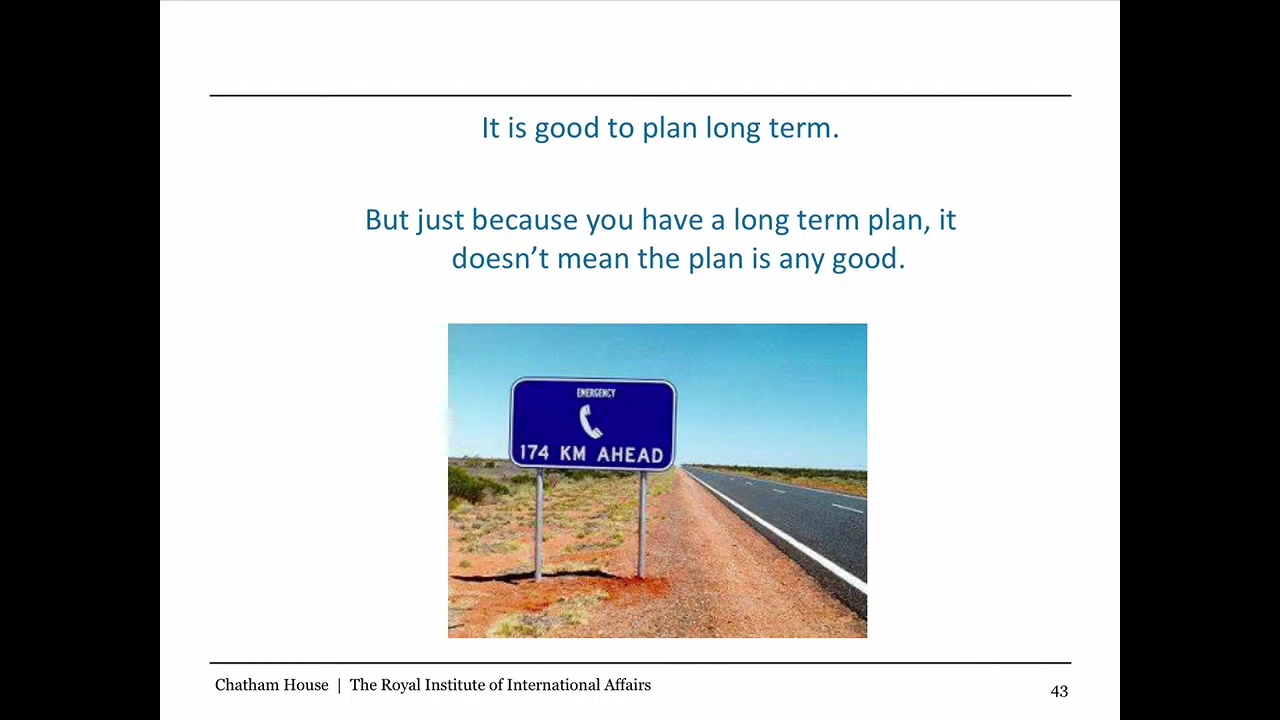 It is good to plan long term.
But just because you have a long term plan, it
doesn’t mean the plan is any good.
EMERGENCY
174 KM AHEAD
Chatham House | The Royal Institute of International Affairs
43